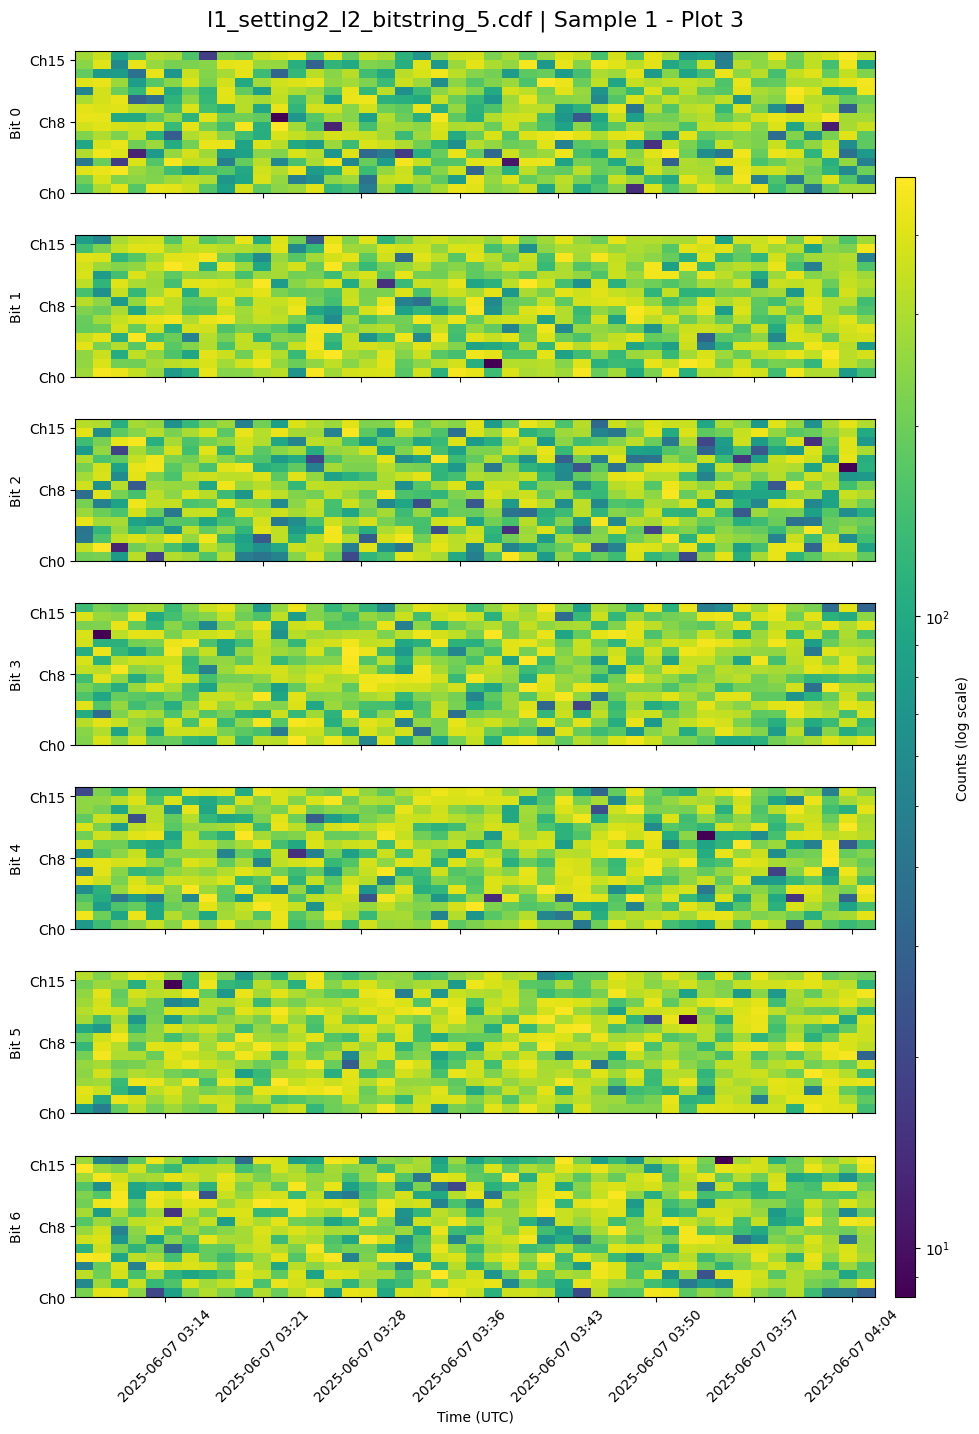 l1_setting2_l2_bitstring_5.cdf | Sample 1 - Plot 3
Ch15
Bit 0
Ch8
Ch0
Ch15
Bit 1
Ch8
Ch0
Ch15
Bit 2
Ch8
Ch0
Ch15
Bit 3
Ch8
Ch0
Ch15
Bit 4
Ch8
Ch0
Ch15
Bit 5
Ch8
Ch0
Ch15
Bit 6
Ch8
Ch0
2025-06-07 03:14
2025-06-07 03:21
2025-06-07 03:28
2025-06-07 03:36
2025-06-07 03:43
2025-06-07 03:50
2025-06-07 03:57
2025-06-07 04:04
Time (UTC)
10²
10¹
Counts (log scale)